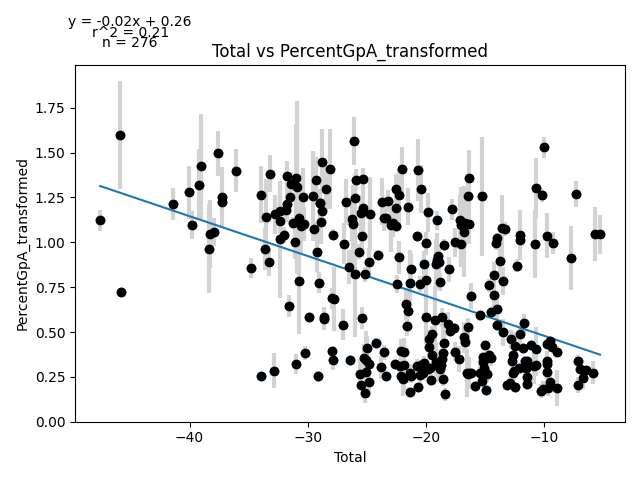 y = -0.02x + 0.26
r^2 = 0.21
n = 276
Total vs PercentGpA_transformed
PercentGpA_transformed
1.75
1.50
1.25
1.00
0.75
0.50
0.25
0.00
−40
−30
−20
−10
Total